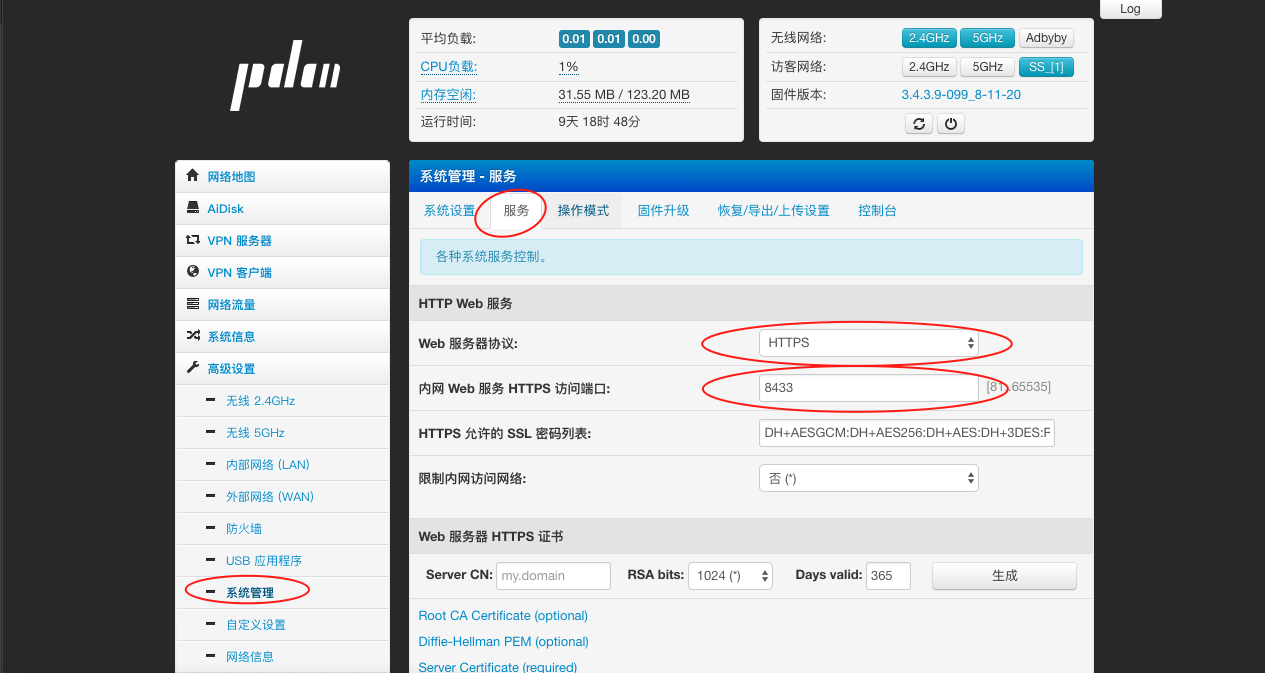 Log
pdcn
平均负载: 0.01 0.01 0.00
CPU负载: 1%
内存空闲: 31.55 MB / 123.20 MB
运行时间: 9天 18时 48分
无线网络: 2.4GHz 5GHz Adbyby
访客网络: 2.4GHz 5GHz SS_[1]
固件版本: 3.4.3.9-099_8-11-20
网络地图
AiDisk
VPN 服务器
VPN 客户端
网络流量
系统信息
高级设置
无线 2.4GHz
无线 5GHz
内部网络 (LAN)
外部网络 (WAN)
防火墙
USB 应用程序
系统管理
自定义设置
网络信息
系统管理 - 服务
系统设置 服务 操作模式 固件升级 恢复/导出/上传设置 控制台
各种系统服务控制。
HTTP Web 服务
Web 服务器协议: HTTPS
内网 Web 服务 HTTPS 访问端口: 8433 [81..65535]
HTTPS 允许的 SSL 密码列表: DH+AESGCM:DH+AES256:DH+AES:DH+3DES:F
限制内网访问网络: 否 (*)
Web 服务器 HTTPS 证书
Server CN: my.domain RSA bits: 1024 (*) Days valid: 365 生成
Root CA Certificate (optional)
Diffie-Hellman PEM (optional)
Server Certificate (required)